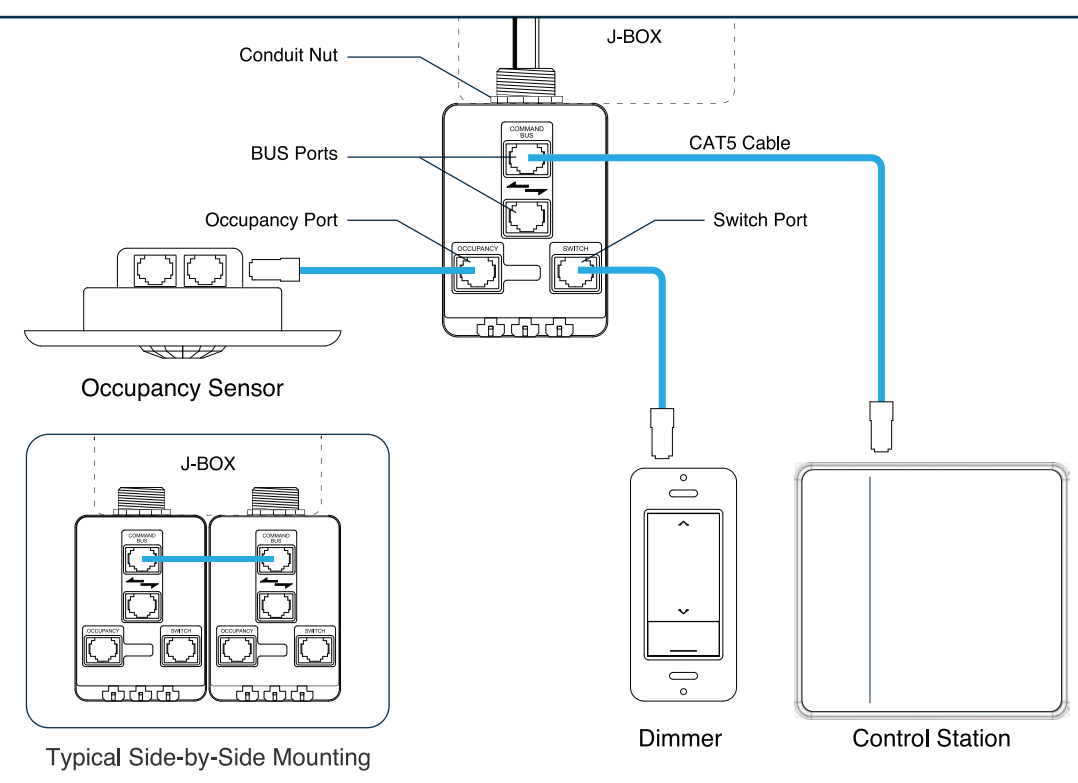 J-BOX
Conduit Nut
COMMAND
BUS
CAT5 Cable
BUS Ports
Occupancy Port
Switch Port
OCCUPANCY
SWITCH
Occupancy Sensor
J-BOX
COMMAND
BUS
COMMAND
BUS
OCCUPANCY
SWITCH
OCCUPANCY
SWITCH
Typical Side-by-Side Mounting
Dimmer
Control Station